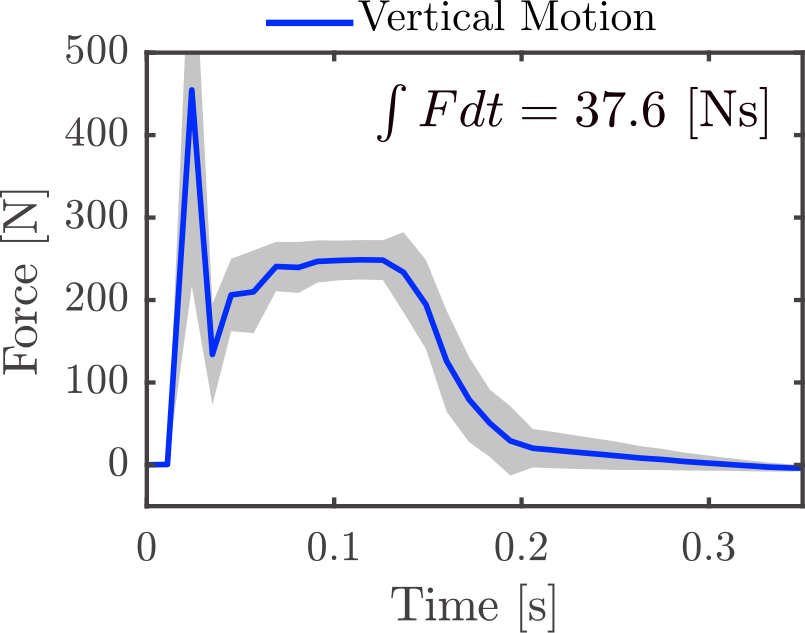 Vertical Motion
∫ Fdt = 37.6 [Ns]
Force [N]
500
400
300
200
100
0
0 0.1 0.2 0.3
Time [s]